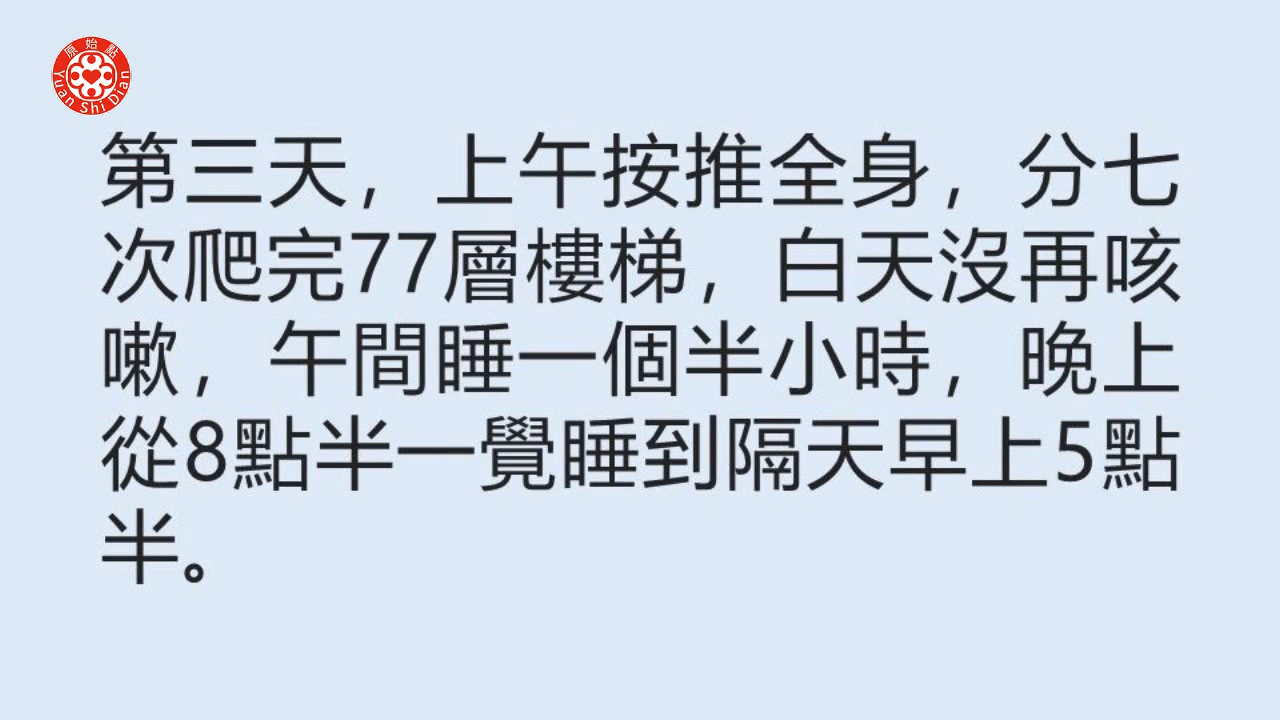 原始點
Yuan Shi Dian
第三天，上午按推全身，分七
次爬完77層樓梯，白天沒再咳
嗽，午間睡一個半小時，晚上
從8點半一覺睡到隔天早上5點
半。